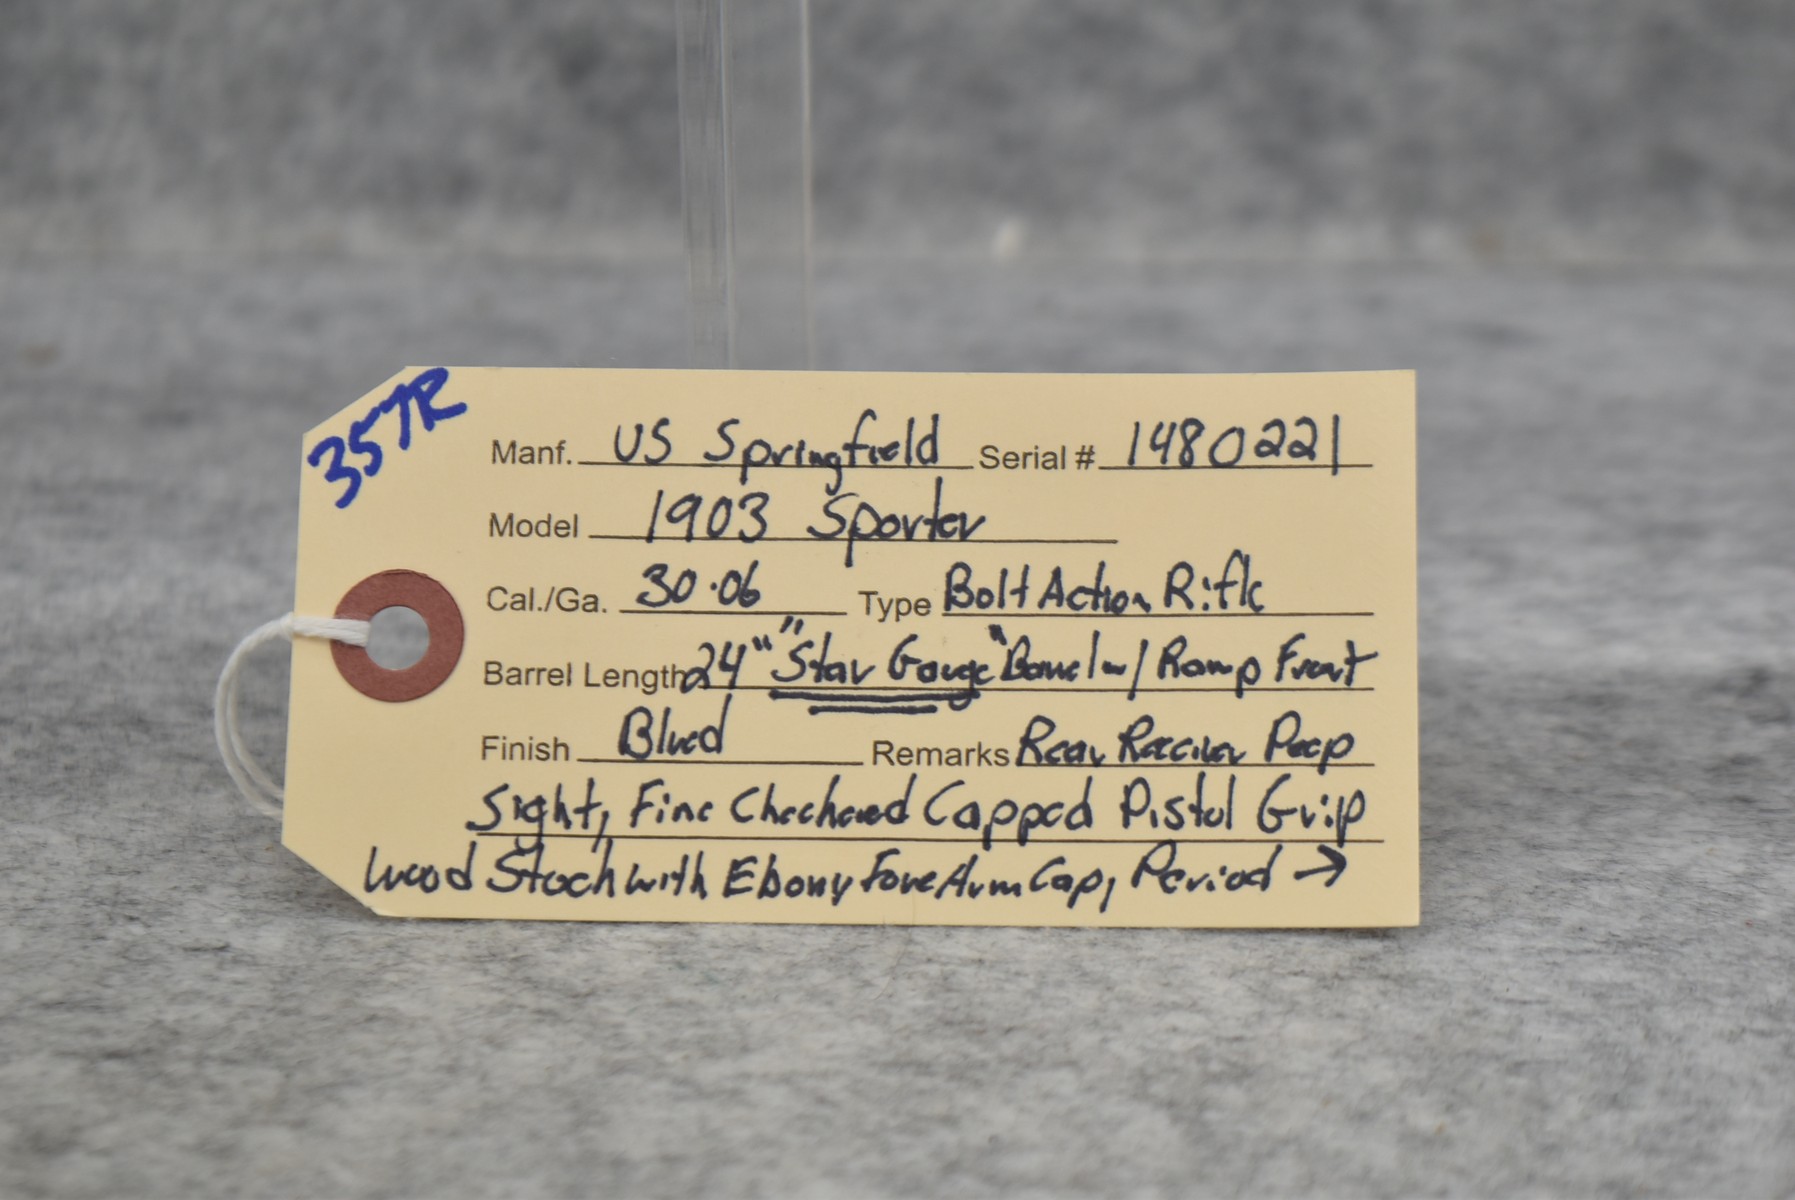 357R
Manf. US Springfield Serial # 1480221
Model 1903 Sporter
Cal./Ga. 30.06 Type Bolt Action Rifle
Barrel Length 24" "Star Gauge" Barrel w/ Ramp Front
Finish Blued Remarks Rear Receiver Peep
Sight, Fine Checkered Capped Pistol Grip
Wood Stock with Ebony Fore Arm Cap, Period →